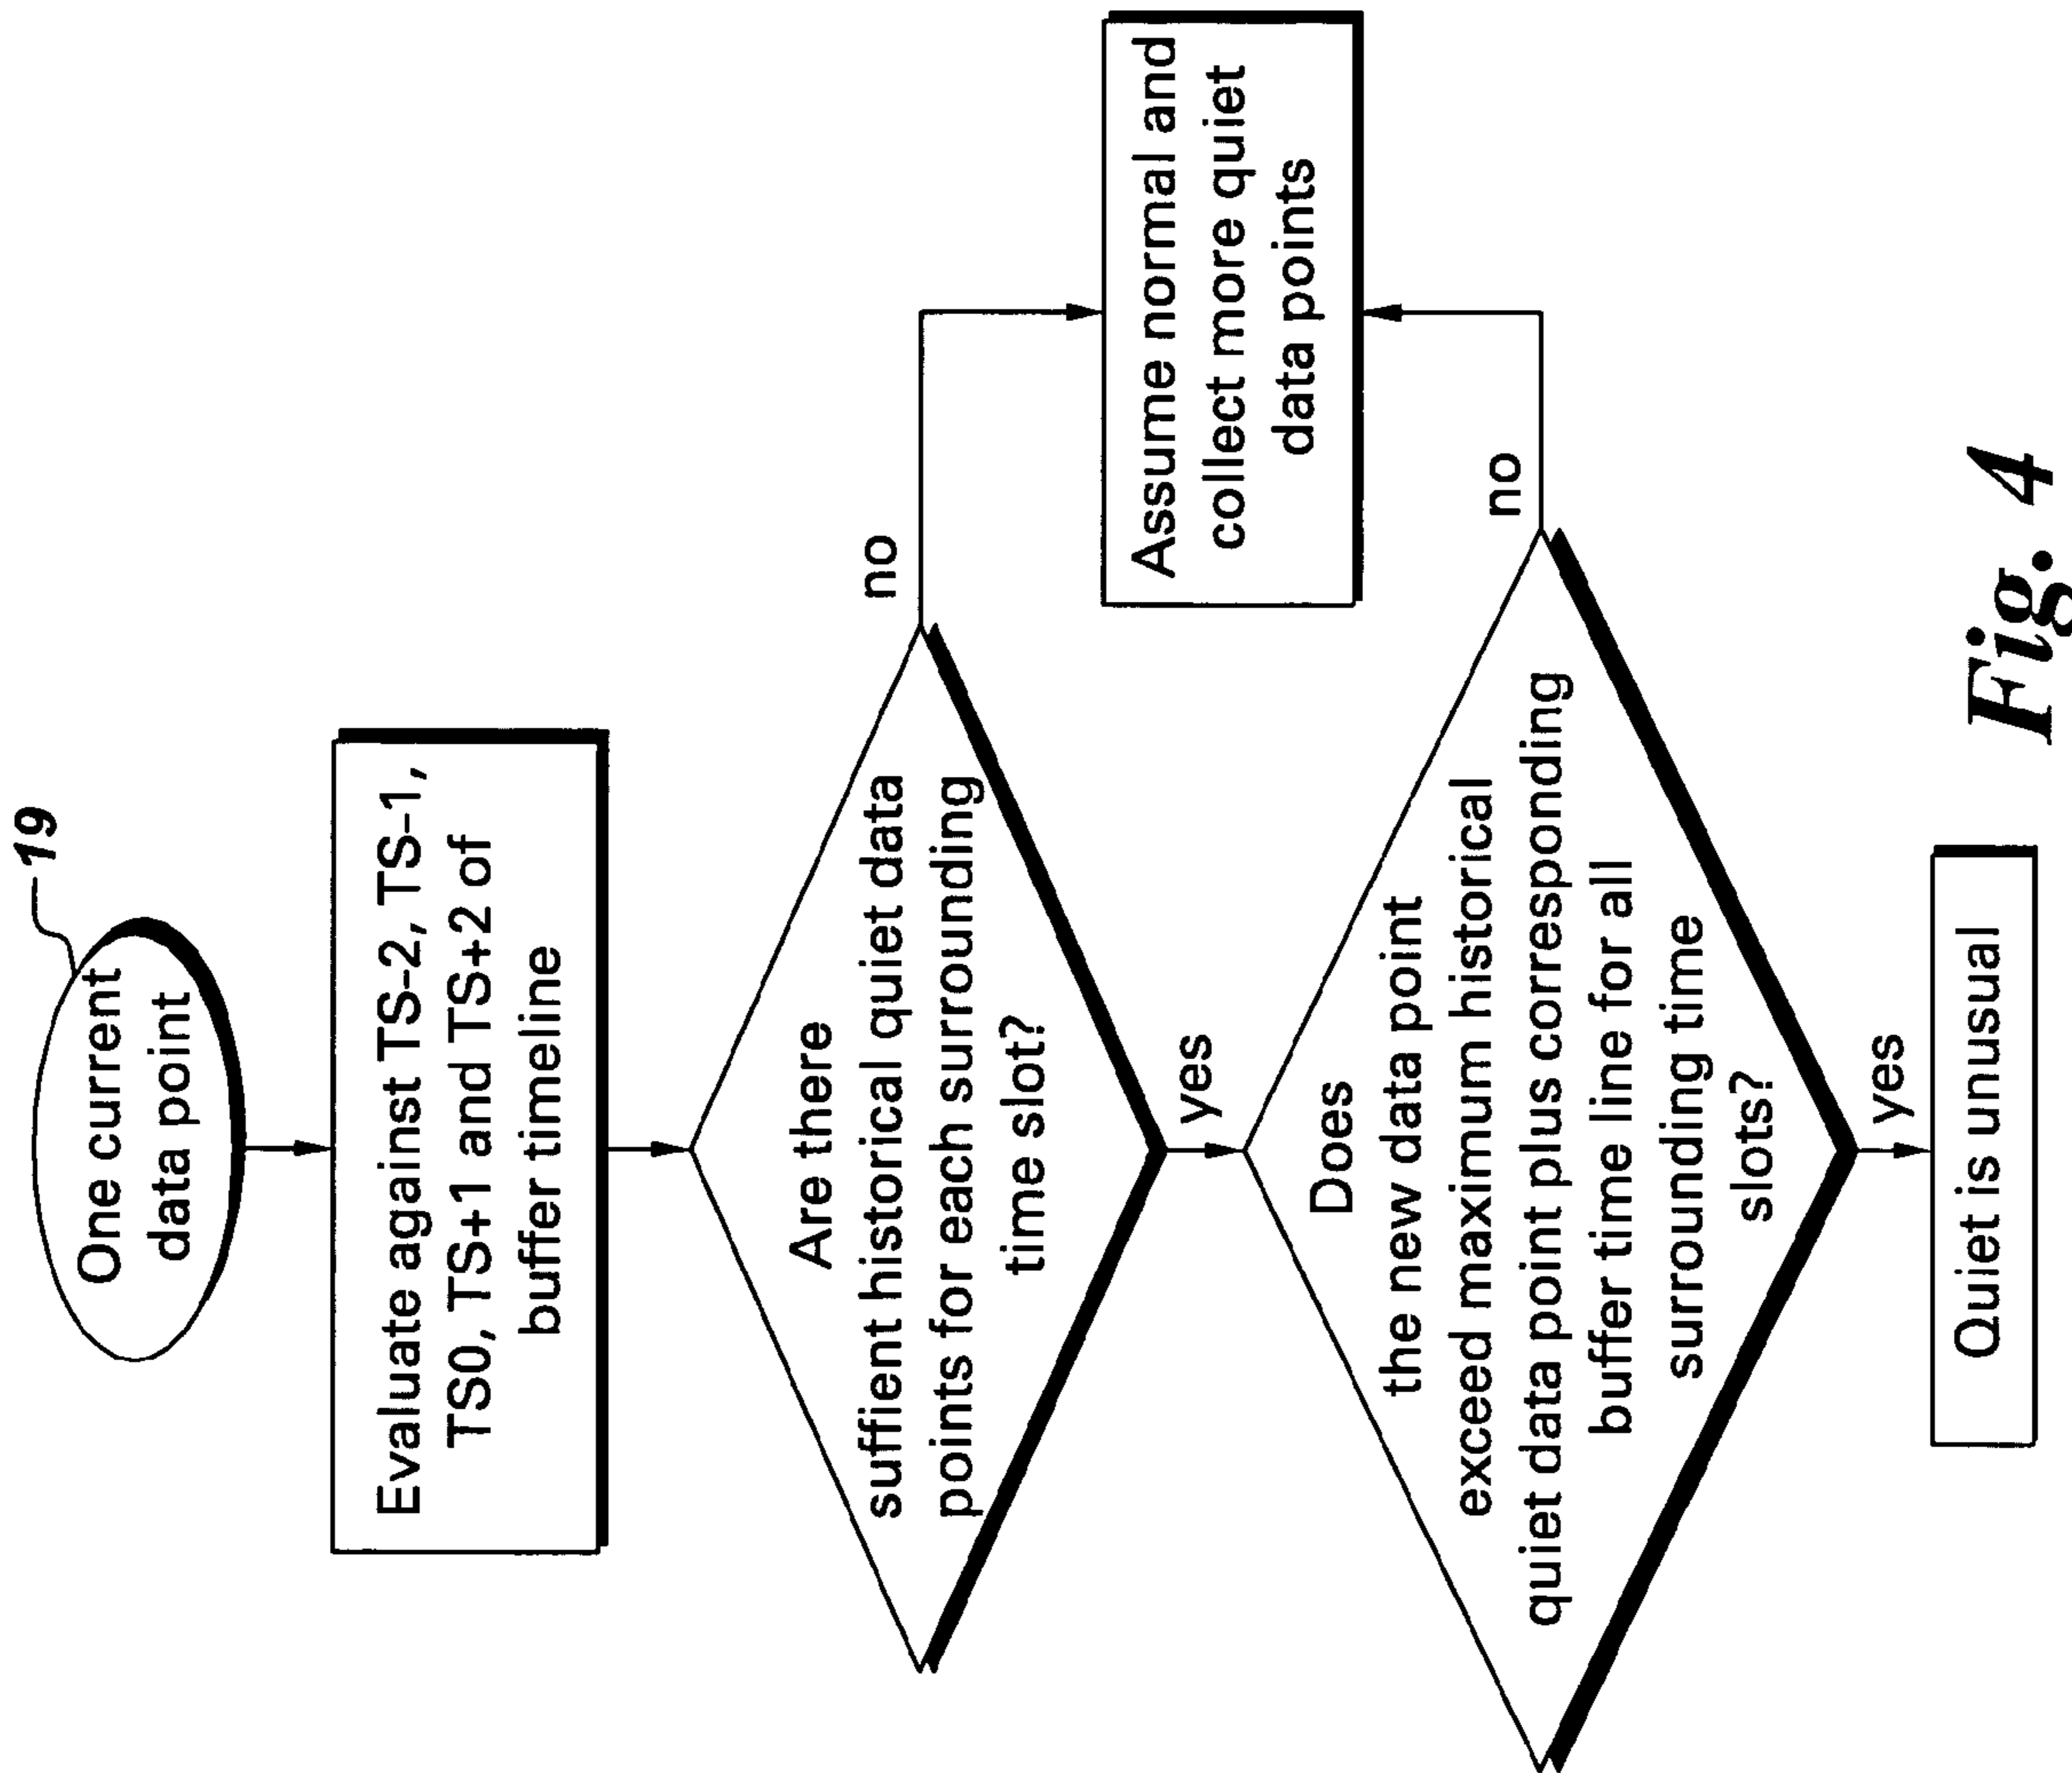 19
One current
data point
Evaluate against TS-2, TS-1,
TS0, TS+1 and TS+2 of
buffer timeline
Are there
suffient historical quiet data
points for each surrounding
time slot?
no
Assume normal and
collect more quiet
data points
yes
Does
the new data point
exceed maximum historical
quiet data point plus corresponding
buffer time line for all
surrounding time
slots?
no
yes
Quiet is unusual
Fig. 4